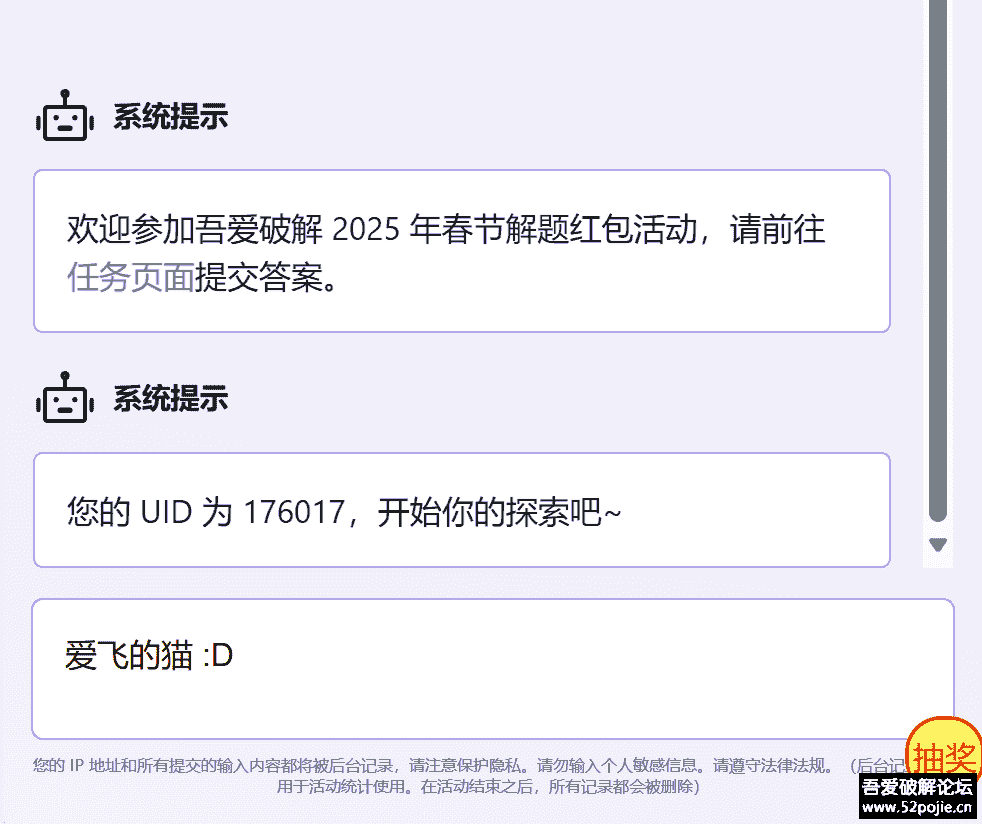 系统提示
欢迎参加吾爱破解 2025 年春节解题红包活动，请前往
任务页面提交答案。
系统提示
您的 UID 为 176017，开始你的探索吧~
爱飞的猫 :D
您的 IP 地址和所有提交的输入内容都将被后台记录，请注意保护隐私。请勿输入个人敏感信息。请遵守法律法规。（后台记
用于活动统计使用。在活动结束之后，所有记录都会被删除）
抽奖
吾爱破解论坛
www.52pojie.cn